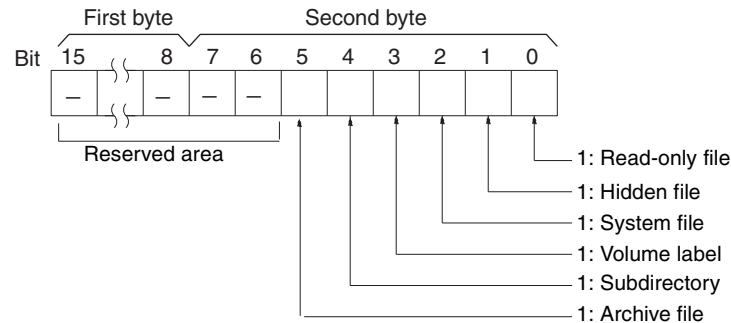 First byte Second byte
Bit 15 8 7 6 5 4 3 2 1 0
– – – –
Reserved area
1: Read-only file
1: Hidden file
1: System file
1: Volume label
1: Subdirectory
1: Archive file